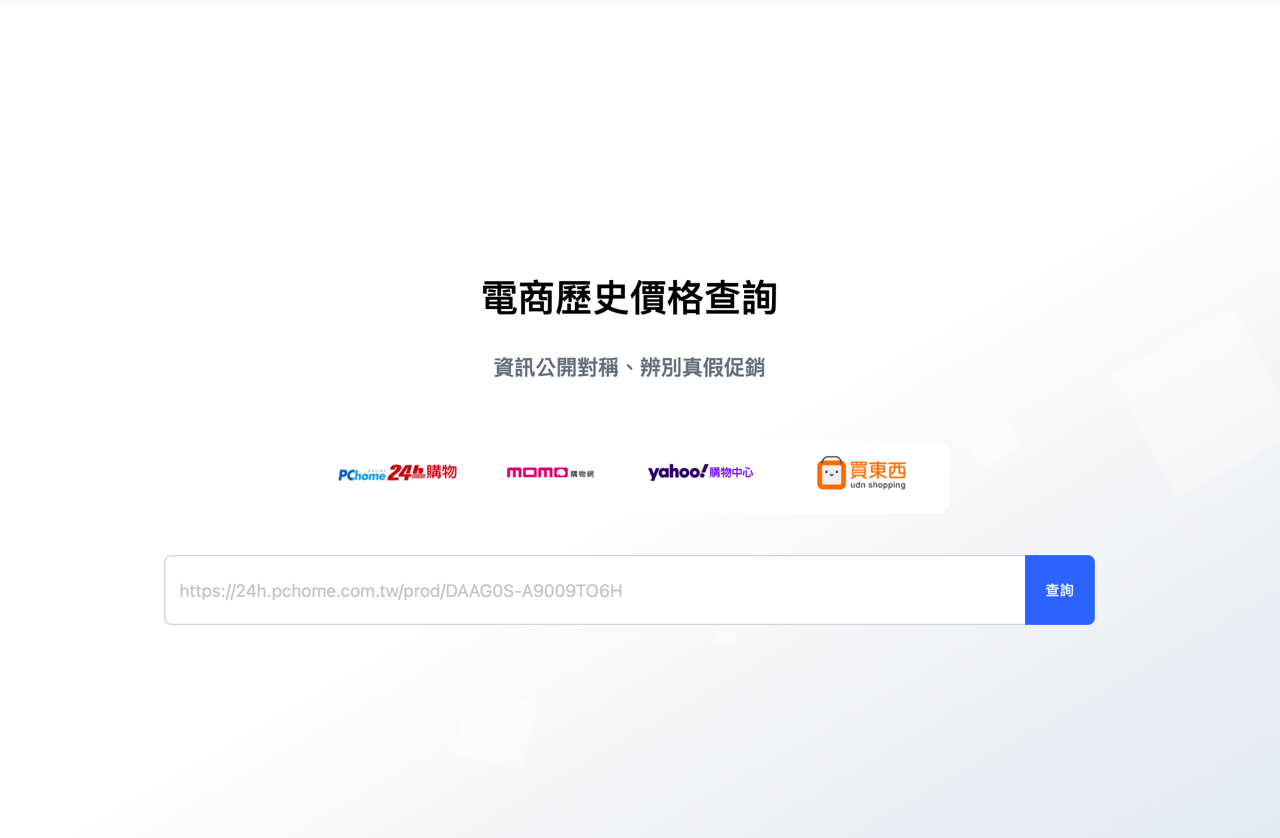 電商歷史價格查詢
資訊公開對稱、辨別真假促銷
PChome online 24h購物
momo購物網
yahoo!購物中心
買東西
udn shopping
https://24h.pchome.com.tw/prod/DAAG0S-A9009TO6H
查詢